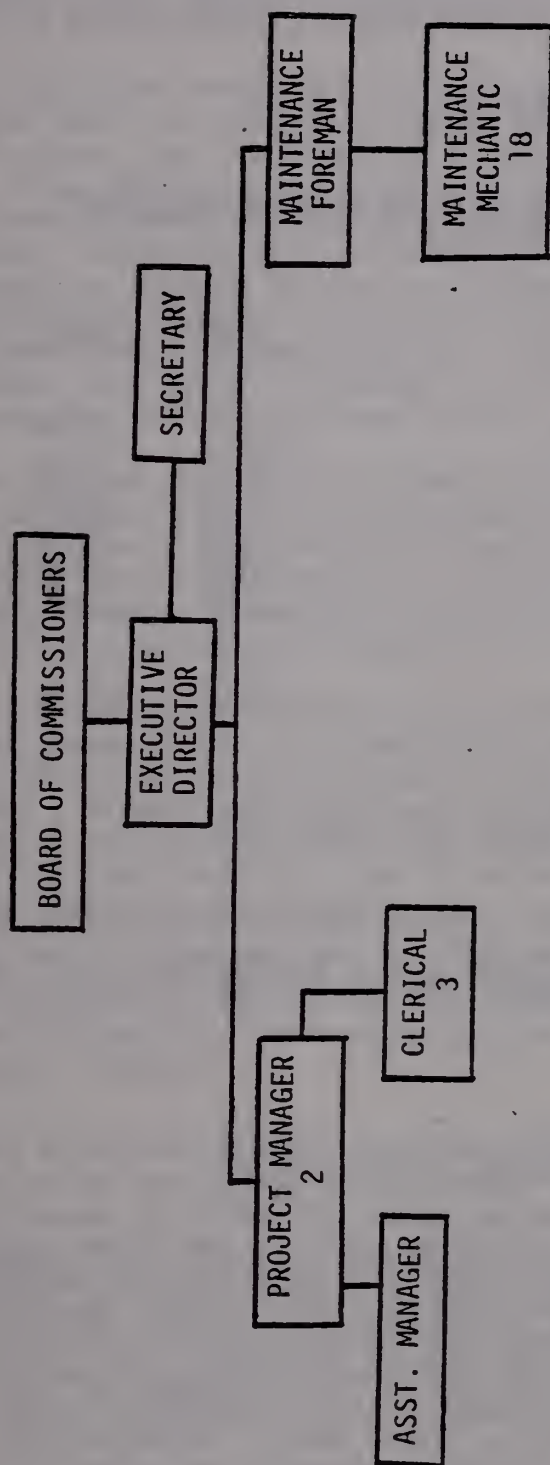 BOARD OF COMMISSIONERS
EXECUTIVE
DIRECTOR
SECRETARY
PROJECT MANAGER
2
MAINTENANCE
FOREMAN
ASST. MANAGER
CLERICAL
3
MAINTENANCE
MECHANIC
18